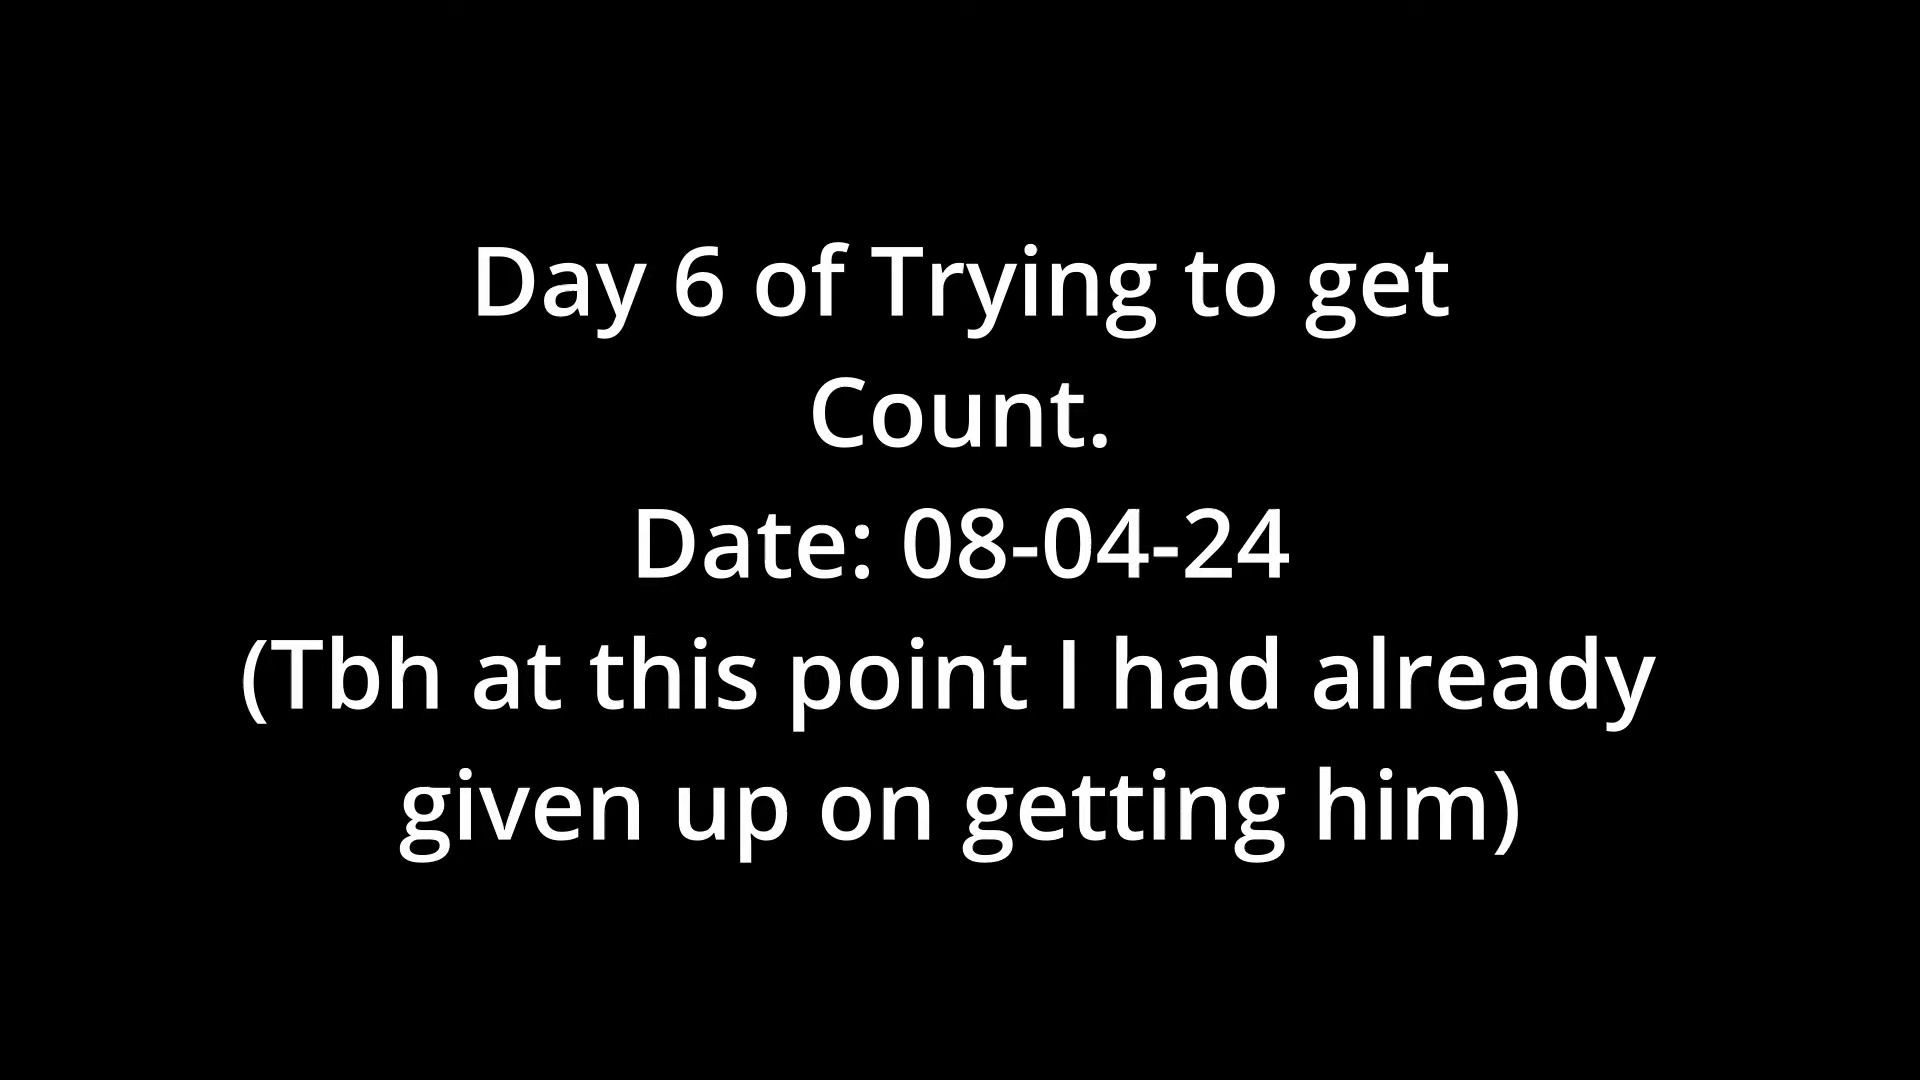 Day 6 of Trying to get
Count.
Date: 08-04-24
(Tbh at this point I had already
given up on getting him)